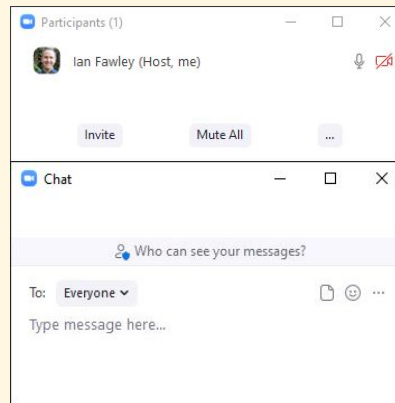 Participants (1)
Ian Fawley (Host, me)
Invite Mute All ...
Chat
Who can see your messages?
To: Everyone
Type message here...